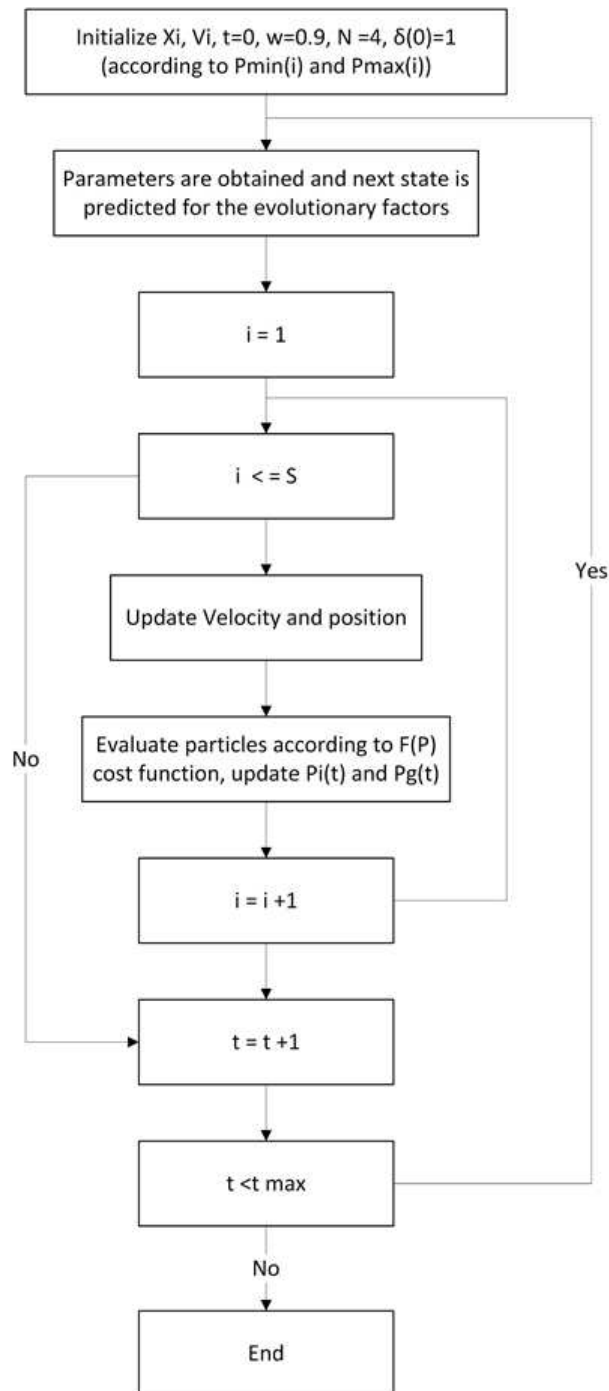 Initialize Xi, Vi, t=0, w=0.9, N =4, δ(0)=1
(according to Pmin(i) and Pmax(i))
Parameters are obtained and next state is
predicted for the evolutionary factors
i = 1
i < = S
Yes
Update Velocity and position
No
Evaluate particles according to F(P)
cost function, update Pi(t) and Pg(t)
i = i +1
t = t +1
t <t max
No
End